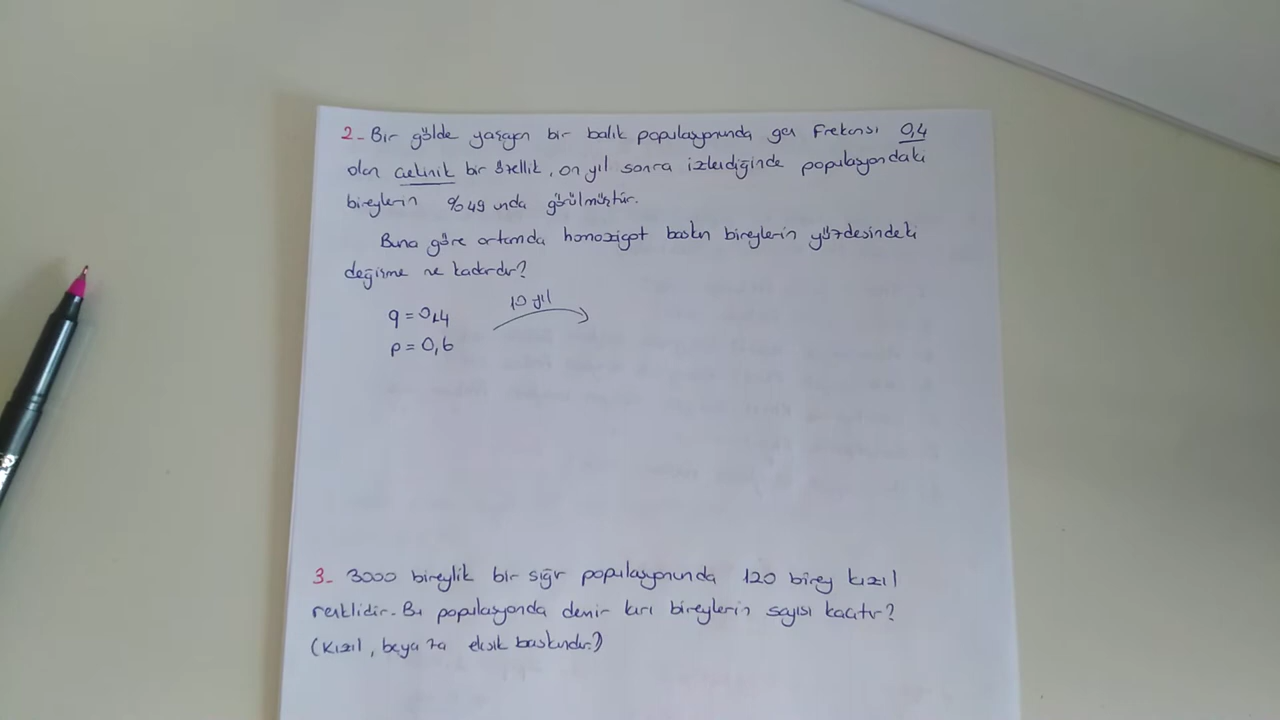 2- Bir gölde yaşayan bir balık populasyonunda gen frekansı 0,4
olan çekinik bir özellik, on yıl sonra izlendiğinde populasyondaki
bireylerin %49 unda görülmüştür.
Buna göre ortamda homozigot baskın bireylerin yüzdesindeki
değişme ne kadardır?
10 yıl
q = 0,4
p = 0,6
3- 3000 bireylik bir sığır populasyonunda 120 birey kızıl
renklidir. Bu populasyonda demir kırı bireylerin sayısı kaçtır?
(Kızıl, beyaza eksik baskındır.)